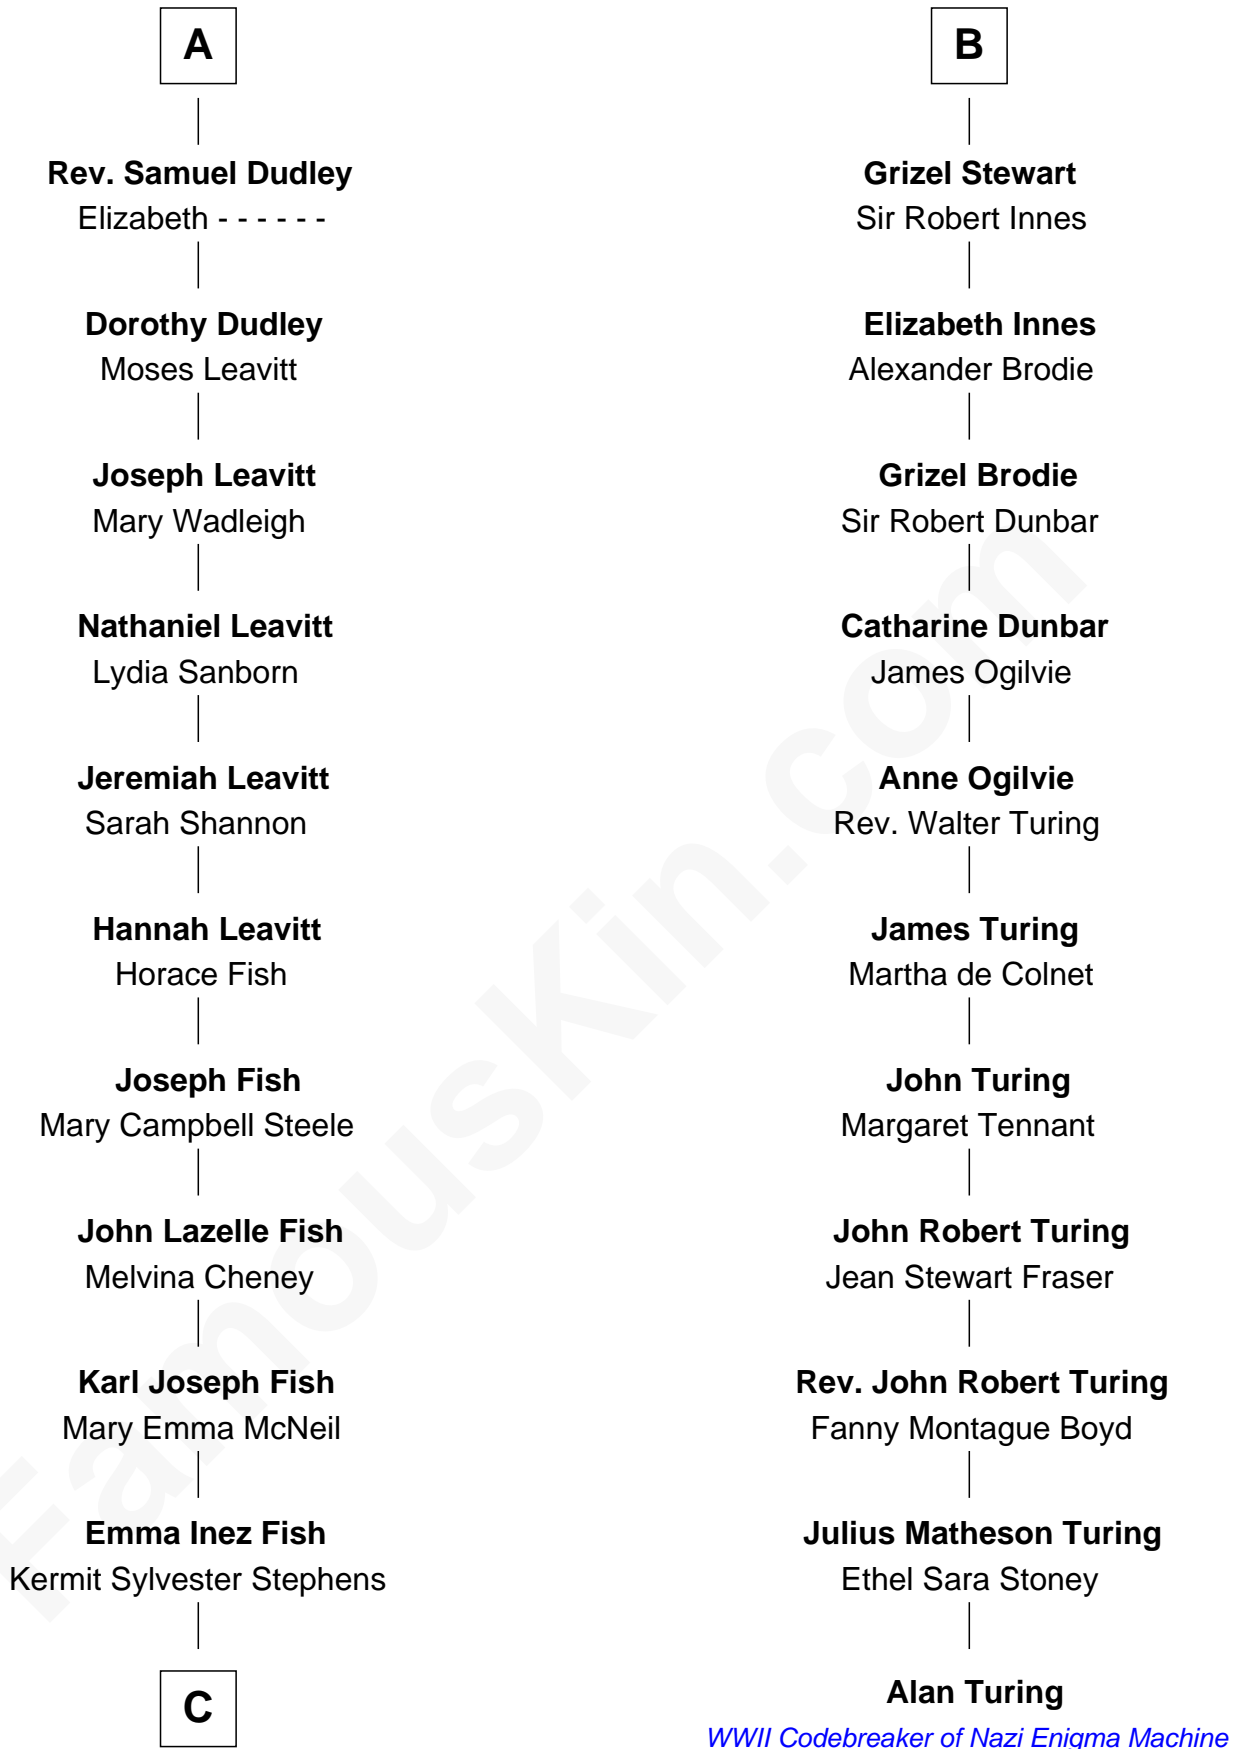 A
Rev. Samuel Dudley
Elizabeth - - - - - -
Dorothy Dudley
Moses Leavitt
Joseph Leavitt
Mary Wadleigh
Nathaniel Leavitt
Lydia Sanborn
Jeremiah Leavitt
Sarah Shannon
Hannah Leavitt
Horace Fish
Joseph Fish
Mary Campbell Steele
John Lazelle Fish
Melvina Cheney
Karl Joseph Fish
Mary Emma McNeil
Emma Inez Fish
Kermit Sylvester Stephens
C
B
Grizel Stewart
Sir Robert Innes
Elizabeth Innes
Alexander Brodie
Grizel Brodie
Sir Robert Dunbar
Catharine Dunbar
James Ogilvie
Anne Ogilvie
Rev. Walter Turing
James Turing
Martha de Colnet
John Turing
Margaret Tennant
John Robert Turing
Jean Stewart Fraser
Rev. John Robert Turing
Fanny Montague Boyd
Julius Matheson Turing
Ethel Sara Stoney
Alan Turing
WWII Codebreaker of Nazi Enigma Machine
FamousKin.com